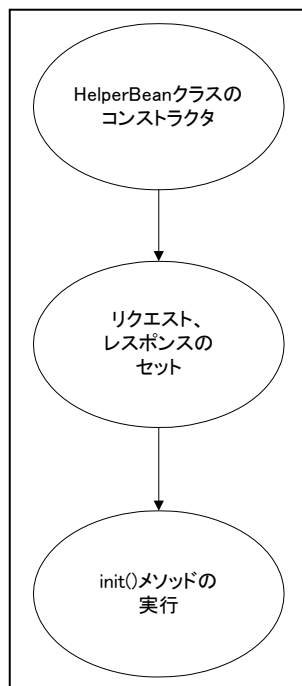 HelperBeanクラスの
コンストラクタ
リクエスト、
レスポンスの
セット
init()メソッドの
実行